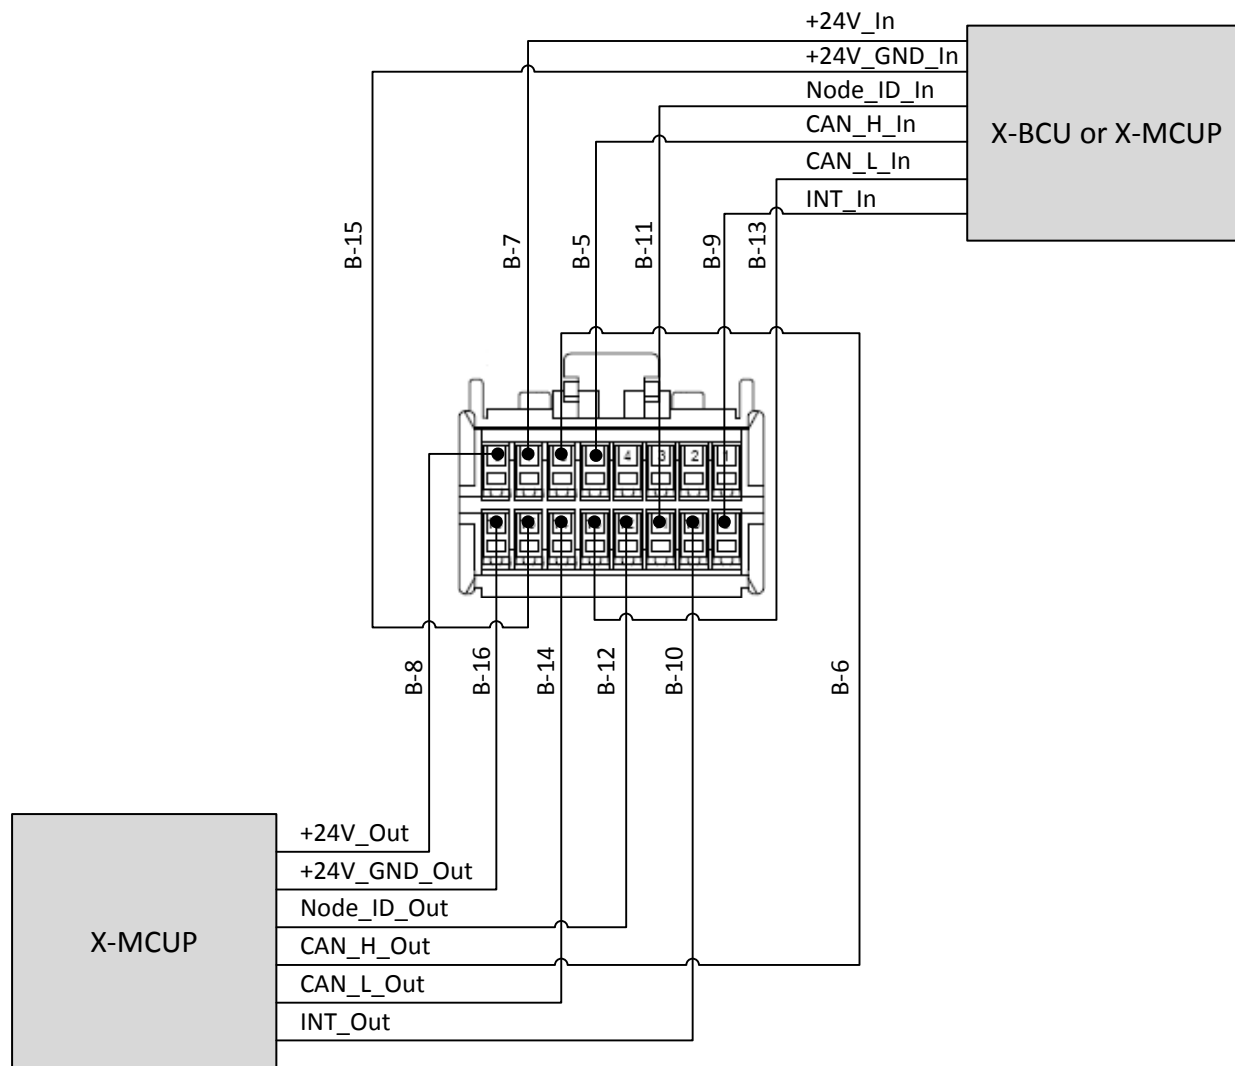 +24V_In
+24V_GND_In
Node_ID_In
CAN_H_In
CAN_L_In
INT_In
X-BCU or X-MCUP
B-15
B-7
B-5
B-11
B-9
B-13
4
3
2
1
B-8
B-16
B-14
B-12
B-10
B-6
+24V_Out
+24V_GND_Out
Node_ID_Out
CAN_H_Out
CAN_L_Out
INT_Out
X-MCUP